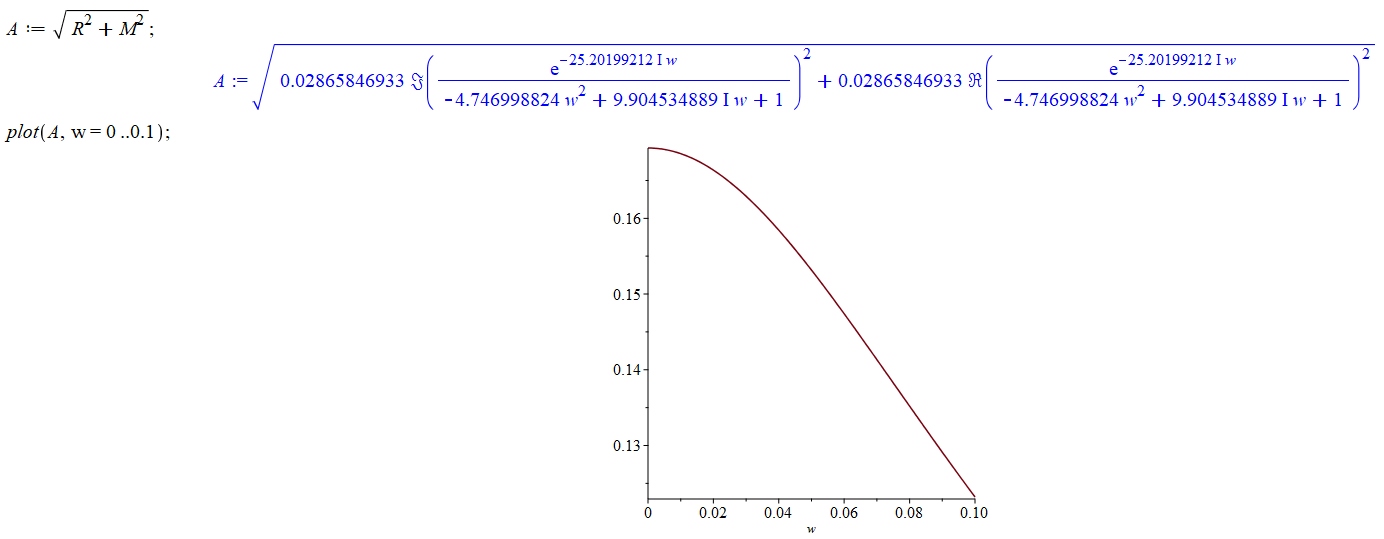 A := √(R² + M²);
A := √(0.02865846933 ℑ(e^(-25.20199212 I w) / (-4.746998824 w² + 9.904534889 I w + 1))² + 0.02865846933 ℜ(e^(-25.20199212 I w) / (-4.746998824 w² + 9.904534889 I w + 1))²)
plot(A, w = 0 ..0.1);
0.16
0.15
0.14
0.13
0 0.02 0.04 0.06 0.08 0.10
w